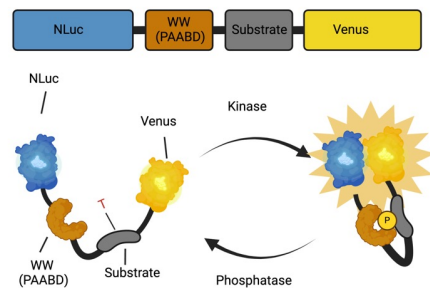 NLuc
WW
(PAABD)
Substrate
Venus
NLuc
Venus
Kinase
T
P
WW
(PAABD)
Substrate
Phosphatase